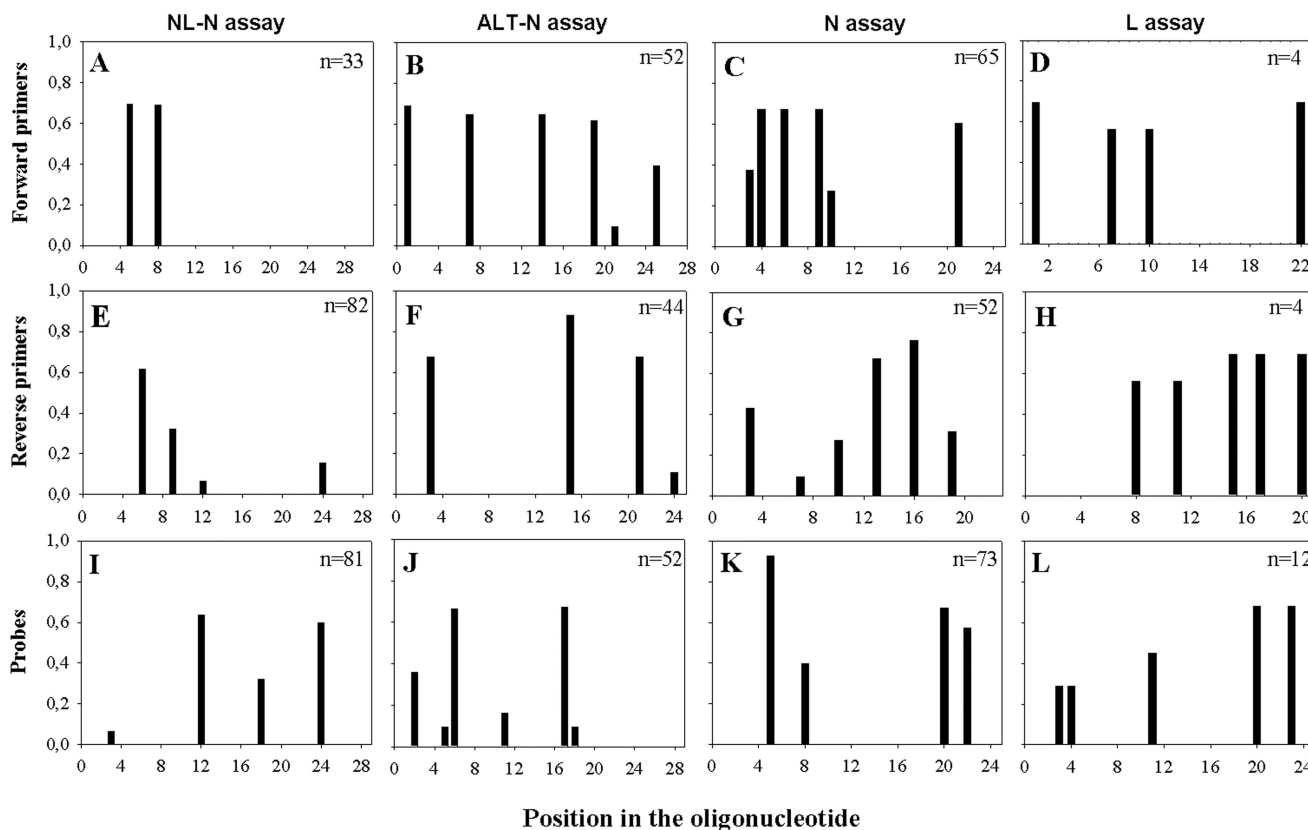 NL-N assay ALT-N assay N assay L assay
Forward primers
1,0
0,8
0,6
0,4
0,2
0,0
A n=33
0 4 8 12 16 20 24 28
B n=52
0 4 8 12 16 20 24 28
C n=65
0 4 8 12 16 20 24
D n=4
2 6 10 14 18 22
Reverse primers
1,0
0,8
0,6
0,4
0,2
0,0
E n=82
0 4 8 12 16 20 24 28
F n=44
0 4 8 12 16 20 24
G n=52
0 4 8 12 16 20
H n=4
0 4 8 12 16 20
Probes
1,0
0,8
0,6
0,4
0,2
0,0
I n=81
0 4 8 12 16 20 24 28
J n=52
0 4 8 12 16 20 24 28
K n=73
0 4 8 12 16 20 24
L n=12
0 4 8 12 16 20 24
Position in the oligonucleotide